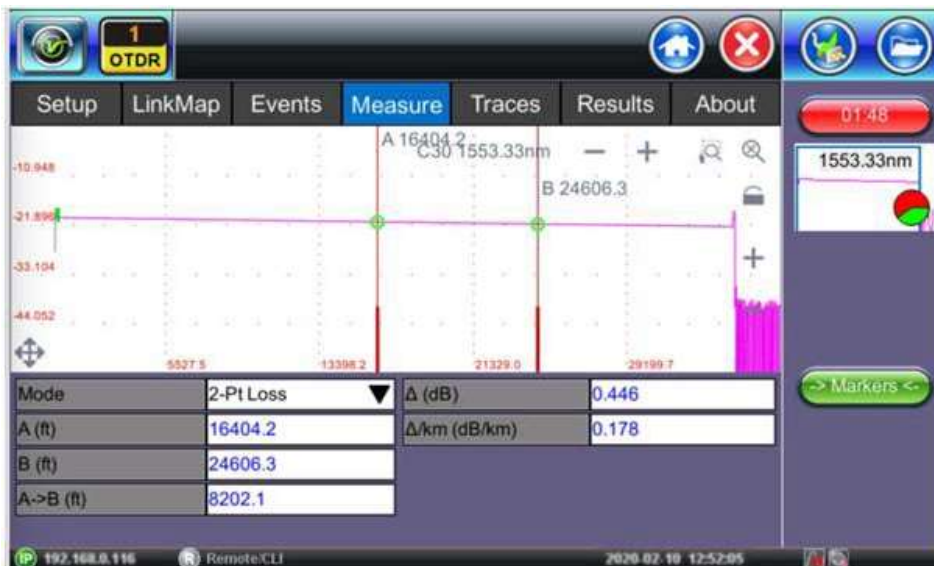 1
OTDR
Setup LinkMap Events Measure Traces Results About
01:48
A 16404.2
C30 1553.33nm
1553.33nm
-10.948
B 24606.3
-21.896
-33.104
-44.052
5527.5 13398.2 21329.0 29199.7
Mode 2-Pt Loss Δ (dB) 0.446
A (ft) 16404.2 Δ/km (dB/km) 0.178
B (ft) 24606.3
A->B (ft) 8202.1
-> Markers <-
IP 192.168.0.116 R Remote/CLI 2020-02-10 12:52:05